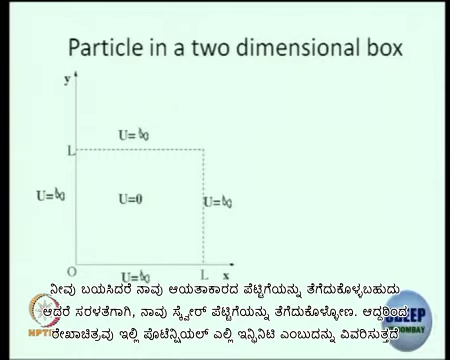 Particle in a two dimensional box
y
U=
L
U=
U=0
U=
O
U=
L
x
ನೀವು ಬಯಸಿದರೆ ನಾವು ಆಯತಾಕಾರದ ಪೆಟ್ಟಿಗೆಯನ್ನು ತೆಗೆದುಕೊಳ್ಳಬಹುದು
ಆದರೆ ಸರಳತೆಗಾಗಿ, ನಾವು ಸ್ಕ್ವೇರ್ ಪೆಟ್ಟಿಗೆಯನ್ನು ತೆಗೆದುಕೊಳ್ಳೋಣ. ಆದ್ದರಿಂದ
ರೇಖಾಚಿತ್ರವು ಇಲ್ಲಿ ಪೊಟೆನ್ಷಿಯಲ್ ಎಲ್ಲಿ ಇನ್ಫಿನಿಟಿ ಎಂಬುದನ್ನು ವಿವರಿಸುತ್ತದೆ